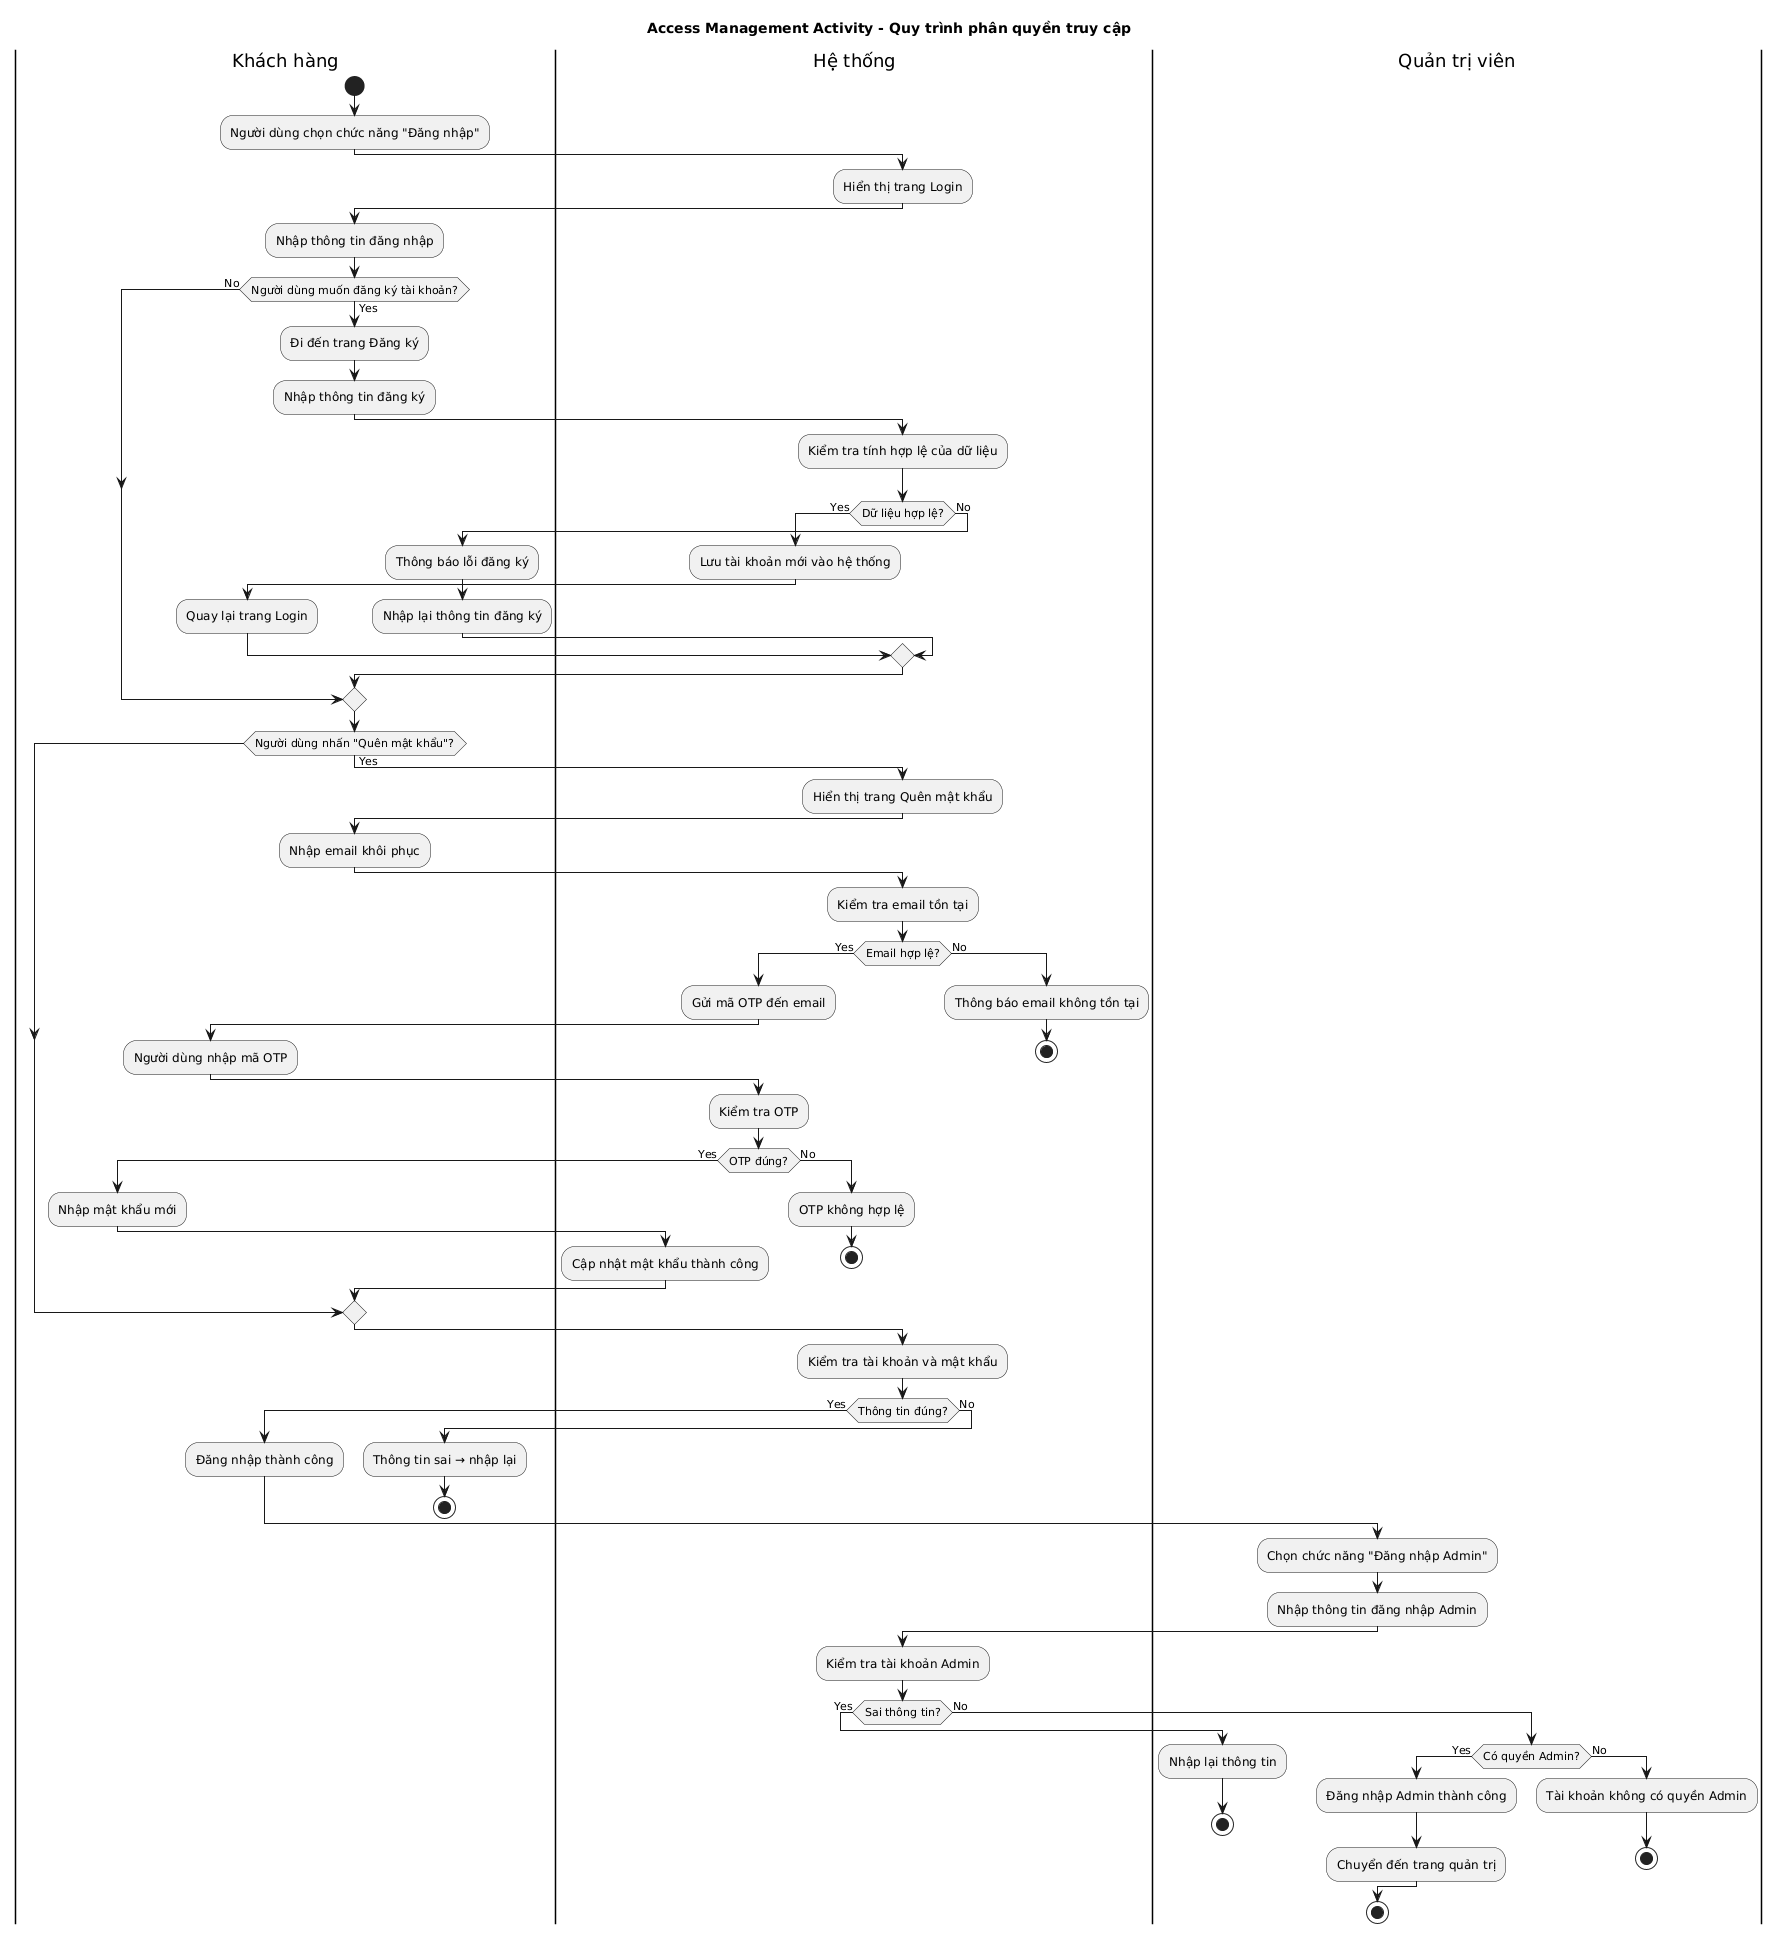 Access Management Activity - Quy trình phân quyền truy cập
Khách hàng
Hệ thống
Quản trị viên
Người dùng chọn chức năng "Đăng nhập"
Hiển thị trang Login
Nhập thông tin đăng nhập
No
Người dùng muốn đăng ký tài khoản?
Yes
Đi đến trang Đăng ký
Nhập thông tin đăng ký
Kiểm tra tính hợp lệ của dữ liệu
Yes
Dữ liệu hợp lệ?
No
Thông báo lỗi đăng ký
Lưu tài khoản mới vào hệ thống
Quay lại trang Login
Nhập lại thông tin đăng ký
Người dùng nhấn "Quên mật khẩu"?
Yes
Hiển thị trang Quên mật khẩu
Nhập email khôi phục
Kiểm tra email tồn tại
Yes
Email hợp lệ?
No
Gửi mã OTP đến email
Thông báo email không tồn tại
Người dùng nhập mã OTP
Kiểm tra OTP
Yes
OTP đúng?
No
Nhập mật khẩu mới
OTP không hợp lệ
Cập nhật mật khẩu thành công
Kiểm tra tài khoản và mật khẩu
Yes
Thông tin đúng?
No
Đăng nhập thành công
Thông tin sai → nhập lại
Chọn chức năng "Đăng nhập Admin"
Nhập thông tin đăng nhập Admin
Kiểm tra tài khoản Admin
Yes
Sai thông tin?
No
Nhập lại thông tin
Yes
Có quyền Admin?
No
Đăng nhập Admin thành công
Tài khoản không có quyền Admin
Chuyển đến trang quản trị